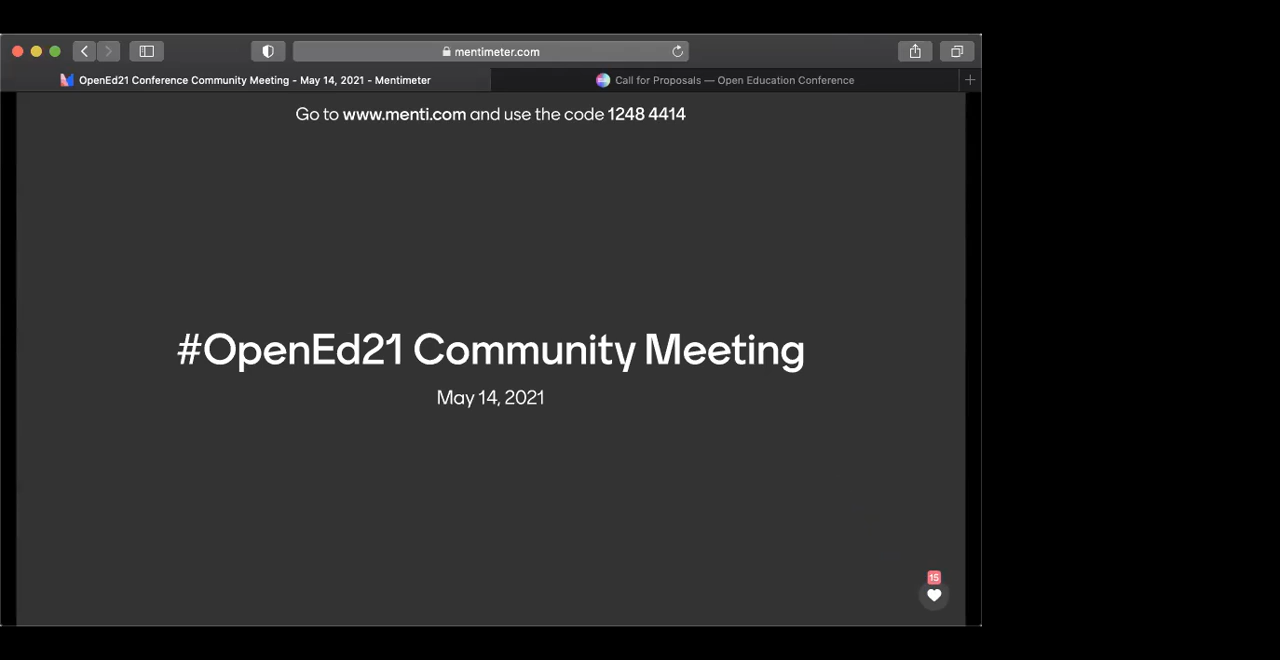 mentimeter.com
OpenEd21 Conference Community Meeting - May 14, 2021 - Mentimeter
Call for Proposals — Open Education Conference
Go to www.menti.com and use the code 1248 4414
#OpenEd21 Community Meeting
May 14, 2021
15